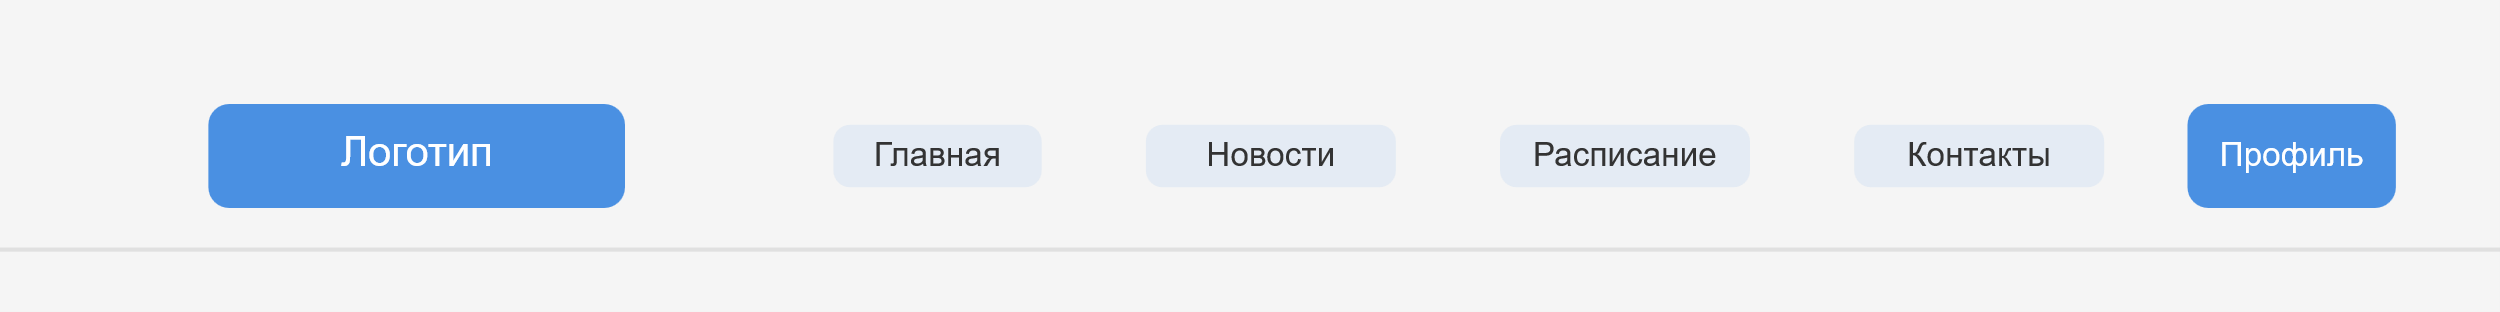 Логотип
Главная
Новости
Расписание
Контакты
Профиль